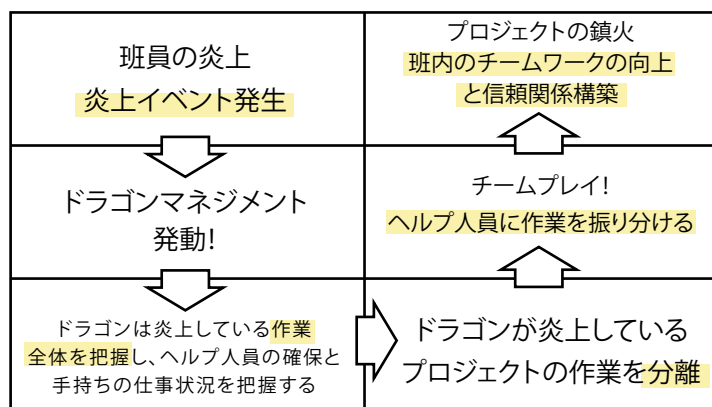 班員の炎上
炎上イベント発生
ドラゴンマネジメント
発動！
ドラゴンは炎上している作業
全体を把握し、ヘルプ人員の確保と
手持ちの仕事状況を把握する
ドラゴンが炎上している
プロジェクトの作業を分離
チームプレイ！
ヘルプ人員に作業を振り分ける
プロジェクトの鎮火
班内のチームワークの向上
と信頼関係構築